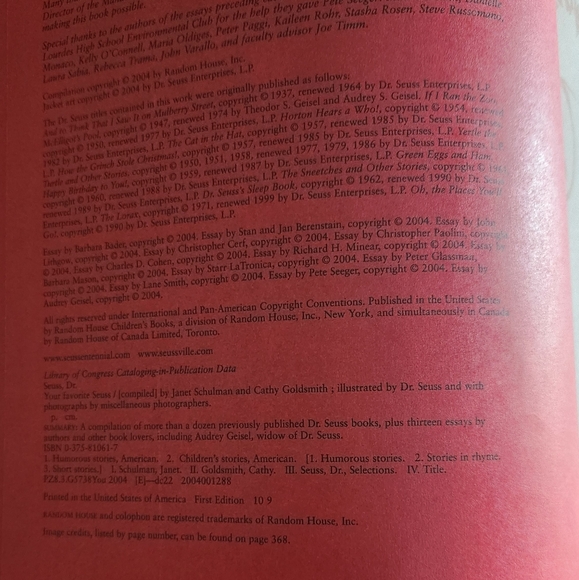 Director of the
making this book possible.
Special thanks to the authors of the essays preceding
Lourdes High School Environmental Club for the help they gave Pete Seeger,
Monaco, Kelly O'Connell, Maria Oldiges, Peter Paggi, Kaileen Rohr, Stasha Rosen, Steve Russomano,
Laura Sabia, Rebecca Trama, John Varallo, and faculty advisor Joe Timm.
Compilation copyright © 2004 by Random House, Inc.
Jacket art copyright © 2004 by Dr. Seuss Enterprises, L.P.
The Dr. Seuss titles contained in this work were originally published as follows:
And to Think That I Saw It on Mulberry Street, copyright © 1937, renewed 1964 by Dr. Seuss Enterprises, L.P.
McElligot's Pool, copyright © 1947, renewed 1974 by Theodor S. Geisel and Audrey S. Geisel. If I Ran the Zoo,
copyright © 1950, renewed 1977 by Dr. Seuss Enterprises, L.P. Horton Hears a Who!, copyright © 1954, renewed
1982 by Dr. Seuss Enterprises, L.P. The Cat in the Hat, copyright © 1957, renewed 1985 by Dr. Seuss Enterprises,
L.P. How the Grinch Stole Christmas!, copyright © 1957, renewed 1985 by Dr. Seuss Enterprises, L.P. Yertle the
Turtle and Other Stories, copyright © 1950, 1951, 1958, renewed 1977, 1979, 1986 by Dr. Seuss Enterprises, L.P.
Happy Birthday to You!, copyright © 1959, renewed 1987 by Dr. Seuss Enterprises, L.P. Green Eggs and Ham,
copyright © 1960, renewed 1988 by Dr. Seuss Enterprises, L.P. The Sneetches and Other Stories, copyright © 1961,
renewed 1989 by Dr. Seuss Enterprises, L.P. Dr. Seuss's Sleep Book, copyright © 1962, renewed 1990 by Dr. Seuss
Enterprises, L.P. The Lorax, copyright © 1971, renewed 1999 by Dr. Seuss Enterprises, L.P. Oh, the Places You'll
Go!, copyright © 1990 by Dr. Seuss Enterprises, L.P.
Essay by Barbara Bader, copyright © 2004. Essay by Stan and Jan Berenstain, copyright © 2004. Essay by John
Lithgow, copyright © 2004. Essay by Christopher Cerf, copyright © 2004. Essay by Christopher Paolini, copyright
© 2004. Essay by Charles D. Cohen, copyright © 2004. Essay by Richard H. Minear, copyright © 2004. Essay by
Barbara Mason, copyright © 2004. Essay by Starr LaTronica, copyright © 2004. Essay by Peter Glassman,
copyright © 2004. Essay by Lane Smith, copyright © 2004. Essay by Pete Seeger, copyright © 2004. Essay by
Audrey Geisel, copyright © 2004.
All rights reserved under International and Pan-American Copyright Conventions. Published in the United States
by Random House Children's Books, a division of Random House, Inc., New York, and simultaneously in Canada
by Random House of Canada Limited, Toronto.
www.seusscentennial.com www.seussville.com
Library of Congress Cataloging-in-Publication Data
Seuss, Dr.
Your favorite Seuss / [compiled] by Janet Schulman and Cathy Goldsmith ; illustrated by Dr. Seuss and with
photographs by miscellaneous photographers.
p. cm.
SUMMARY: A compilation of more than a dozen previously published Dr. Seuss books, plus thirteen essays by
authors and other book lovers, including Audrey Geisel, widow of Dr. Seuss.
ISBN 0-375-81061-7
1. Humorous stories, American. 2. Children's stories, American. [1. Humorous stories. 2. Stories in rhyme.
3. Short stories.] I. Schulman, Janet. II. Goldsmith, Cathy. III. Seuss, Dr., Selections. IV. Title.
PZ8.3.G5738Yoa 2004 [E]—dc22 2004001288
Printed in the United States of America First Edition 10 9
RANDOM HOUSE and colophon are registered trademarks of Random House, Inc.
Image credits, listed by page number, can be found on page 368.